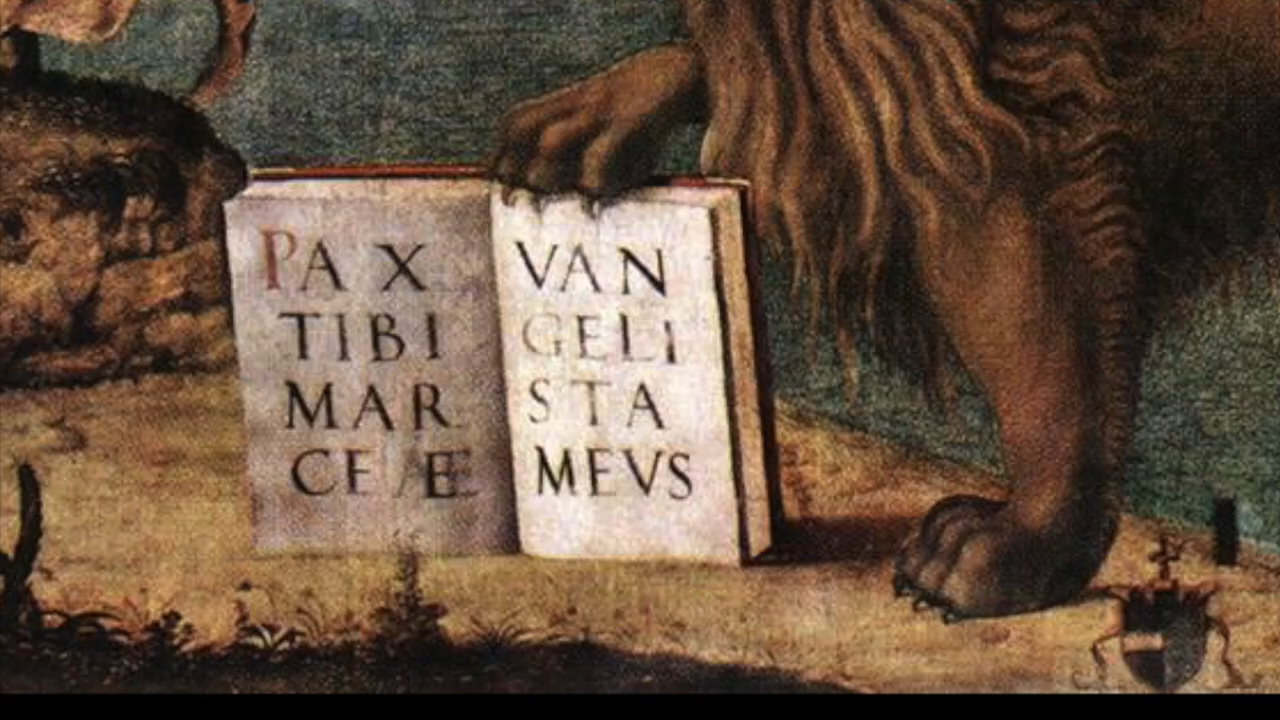 PAX
TIBI
MAR
CE E
VAN
GELI
STA
MEVS